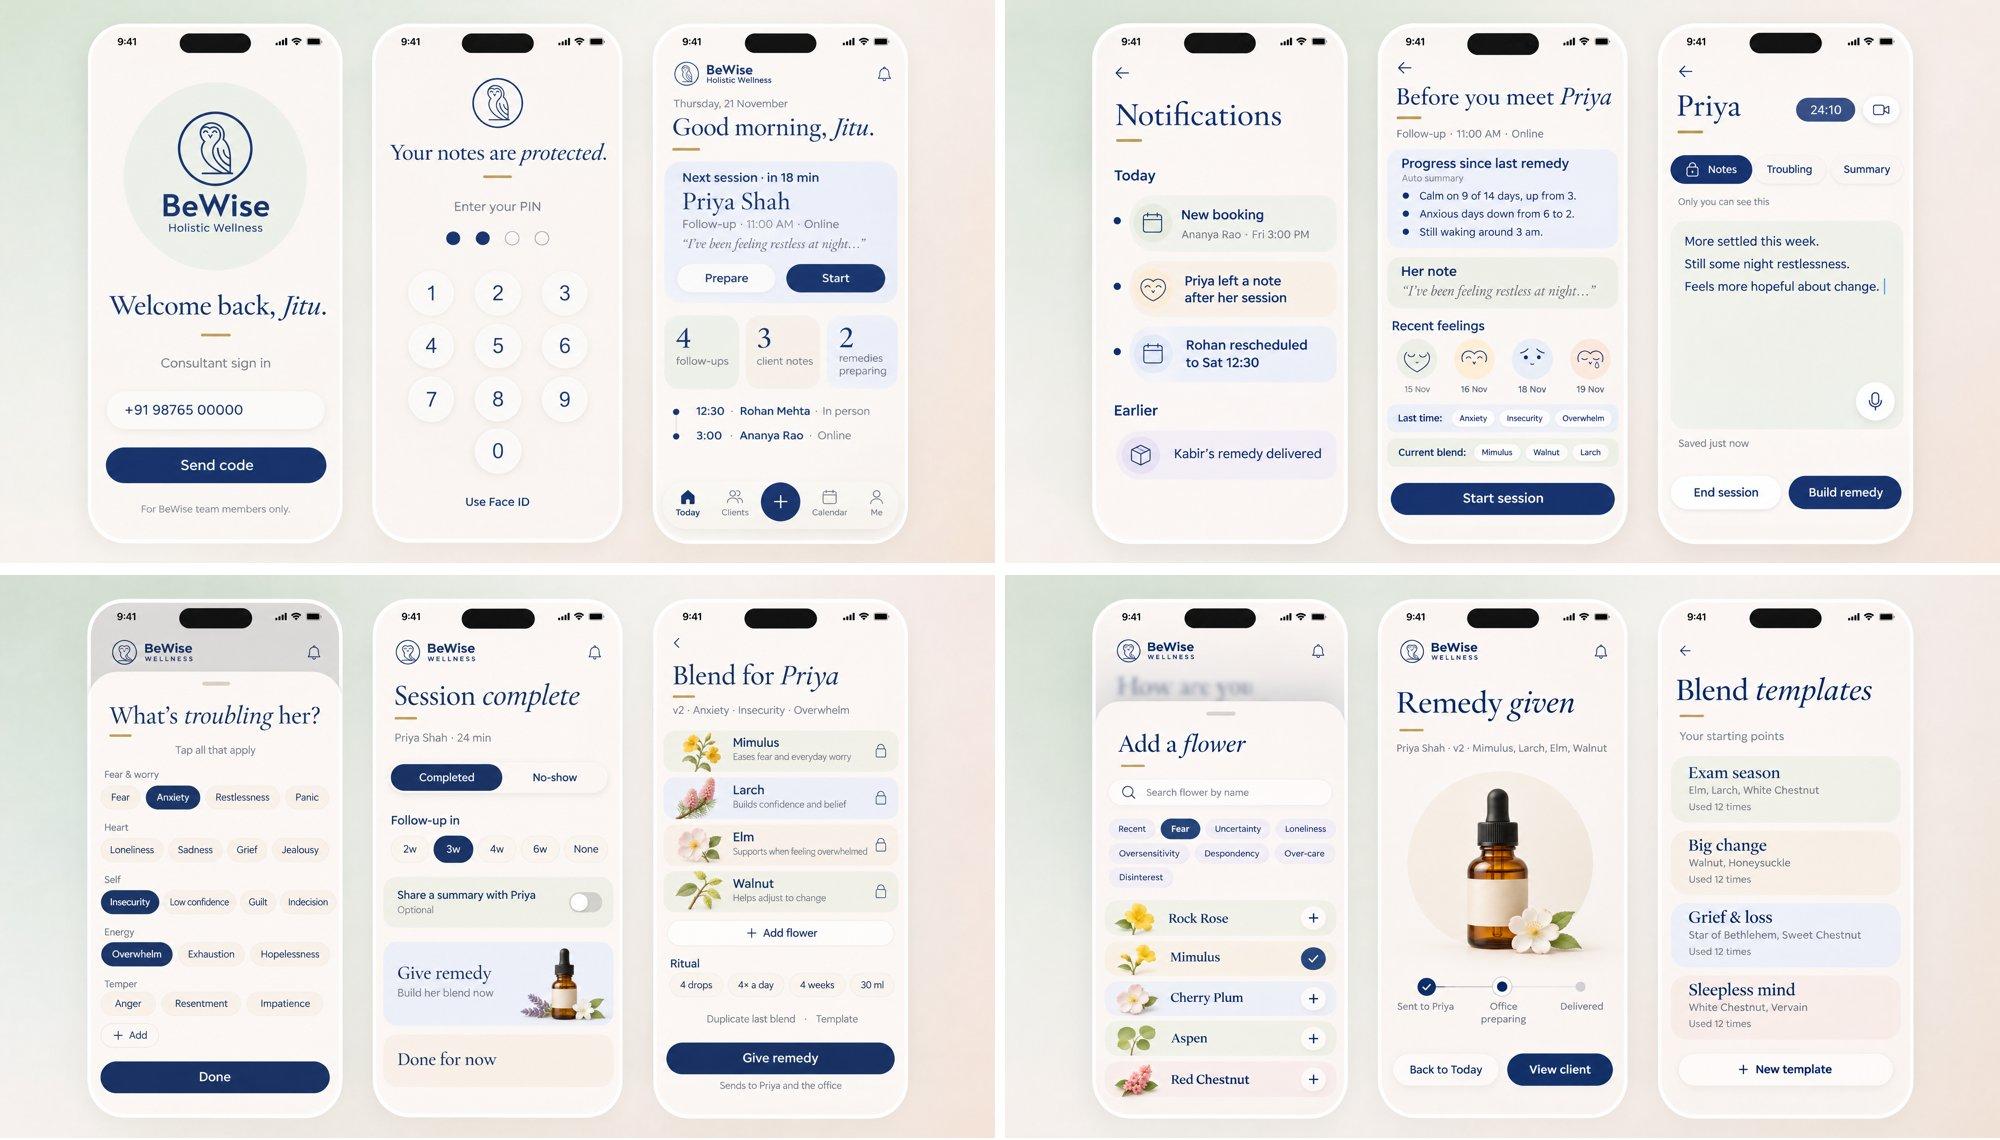 9:41
BeWise
Holistic Wellness
Welcome back, Jitu.
Consultant sign in
+91 98765 00000
Send code
For BeWise team members only.
9:41
Your notes are protected.
Enter your PIN
1 2 3
4 5 6
7 8 9
0
Use Face ID
9:41
BeWise
Holistic Wellness
Thursday, 21 November
Good morning, Jitu.
Next session · in 18 min
Priya Shah
Follow-up · 11:00 AM · Online
“I’ve been feeling restless at night…”
Prepare Start
4 3 2
follow-ups client notes remedies
preparing
12:30 · Rohan Mehta · In person
3:00 · Ananya Rao · Online
Today Clients + Calendar Me
9:41
Notifications
Today
New booking
Ananya Rao · Fri 3:00 PM
Priya left a note
after her session
Rohan rescheduled
to Sat 12:30
Earlier
Kabir’s remedy delivered
9:41
Before you meet Priya
Follow-up · 11:00 AM · Online
Progress since last remedy
Auto summary
Calm on 9 of 14 days, up from 3.
Anxious days down from 6 to 2.
Still waking around 3 am.
Her note
“I’ve been feeling restless at night…”
Recent feelings
15 Nov 16 Nov 18 Nov 19 Nov
Last time: Anxiety Insecurity Overwhelm
Current blend: Mimulus Walnut Larch
Start session
9:41
Priya 24:10
Notes Troubling Summary
Only you can see this
More settled this week.
Still some night restlessness.
Feels more hopeful about change.
Saved just now
End session Build remedy
9:41
BeWise
WELLNESS
What’s troubling her?
Tap all that apply
Fear & worry
Fear Anxiety Restlessness Panic
Heart
Loneliness Sadness Grief Jealousy
Self
Insecurity Low confidence Guilt Indecision
Energy
Overwhelm Exhaustion Hopelessness
Temper
Anger Resentment Impatience
+ Add
Done
9:41
BeWise
WELLNESS
Session complete
Priya Shah · 24 min
Completed No-show
Follow-up in
2w 3w 4w 6w None
Share a summary with Priya
Optional
Give remedy
Build her blend now
Done for now
9:41
Blend for Priya
v2 · Anxiety · Insecurity · Overwhelm
Mimulus
Eases fear and everyday worry
Larch
Builds confidence and belief
Elm
Supports when feeling overwhelmed
Walnut
Helps adjust to change
+ Add flower
Ritual
4 drops 4× a day 4 weeks 30 ml
Duplicate last blend · Template
Give remedy
Sends to Priya and the office
9:41
BeWise
WELLNESS
How are you
Add a flower
Search flower by name
Recent Fear Uncertainty Loneliness
Oversensitivity Despondency Over-care
Disinterest
Rock Rose +
Mimulus
Cherry Plum +
Aspen +
Red Chestnut +
9:41
BeWise
WELLNESS
Remedy given
Priya Shah · v2 · Mimulus, Larch, Elm, Walnut
Sent to Priya Office Delivered
preparing
Back to Today View client
9:41
Blend templates
Your starting points
Exam season
Elm, Larch, White Chestnut
Used 12 times
Big change
Walnut, Honeysuckle
Used 12 times
Grief & loss
Star of Bethlehem, Sweet Chestnut
Used 12 times
Sleepless mind
White Chestnut, Vervain
Used 12 times
+ New template